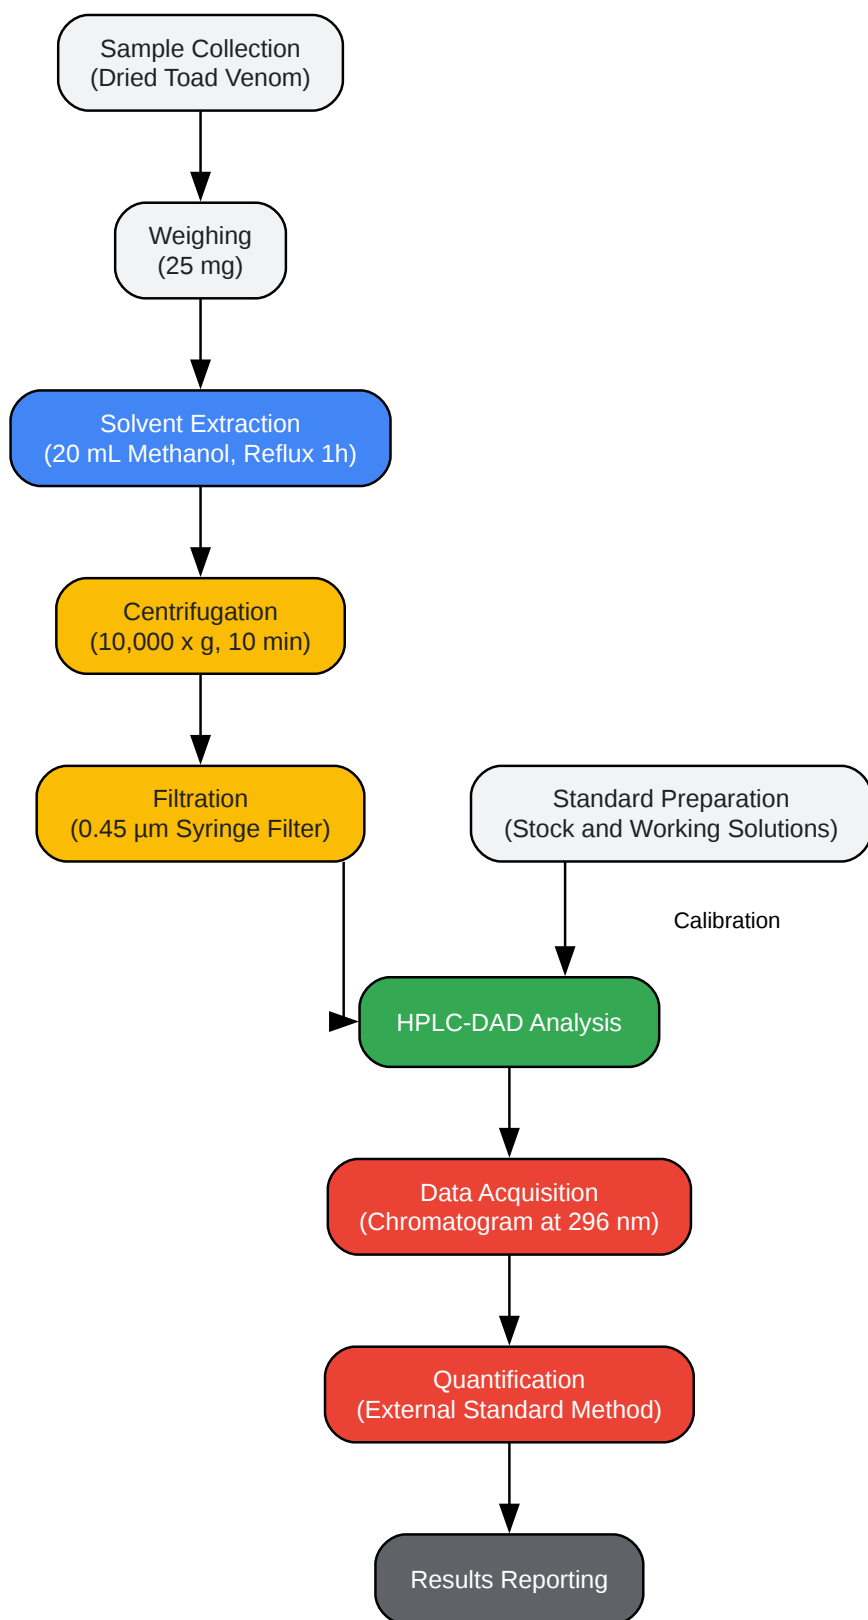 Sample Collection
(Dried Toad Venom)
Weighing
(25 mg)
Solvent Extraction
(20 mL Methanol, Reflux 1h)
Centrifugation
(10,000 x g, 10 min)
Filtration
(0.45 µm Syringe Filter)
Standard Preparation
(Stock and Working Solutions)
Calibration
HPLC-DAD Analysis
Data Acquisition
(Chromatogram at 296 nm)
Quantification
(External Standard Method)
Results Reporting